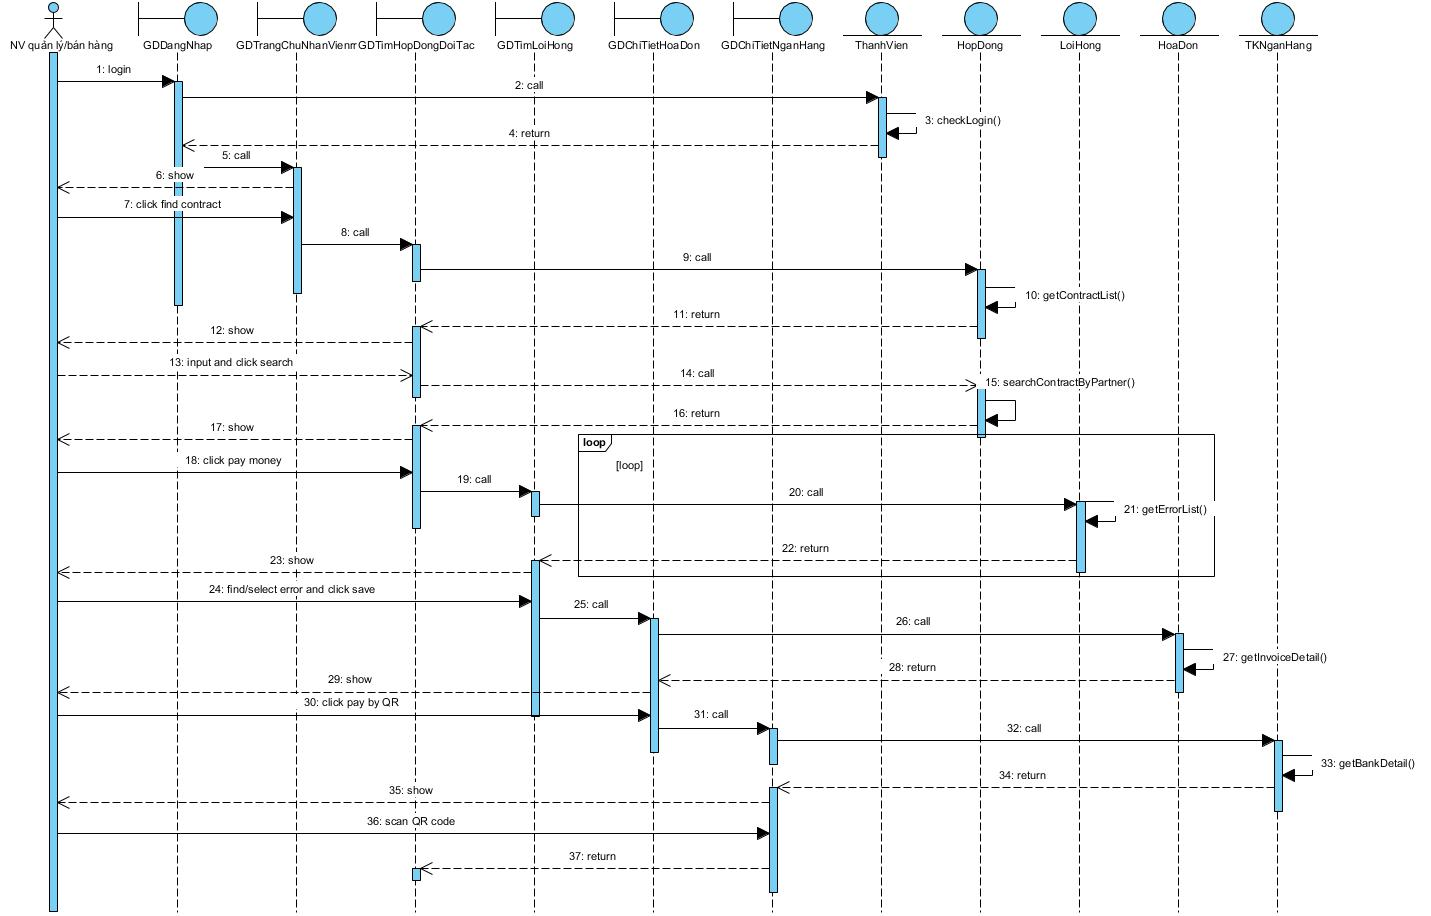 NV quản lý/bán hàng
GDDangNhap
GDTimHopDongDoiTac
GDTimLoiHong
GDChiTietHoaDon
GDChiTietNganHang
ThanhVien
HopDong
LoiHong
HoaDon
TKNganHang
1: login
2: call
3: checkLogin()
4: return
5: call
6: show
7: click find contract
8: call
9: call
10: getContractList()
11: return
12: show
13: input and click search
14: call
15: searchContractByPartner()
16: return
17: show
loop
[loop]
18: click pay money
19: call
20: call
21: getErrorList()
22: return
23: show
24: find/select error and click save
25: call
26: call
27: getInvoiceDetail()
28: return
29: show
30: click pay by QR
31: call
32: call
33: getBankDetail()
34: return
35: show
36: scan QR code
37: return